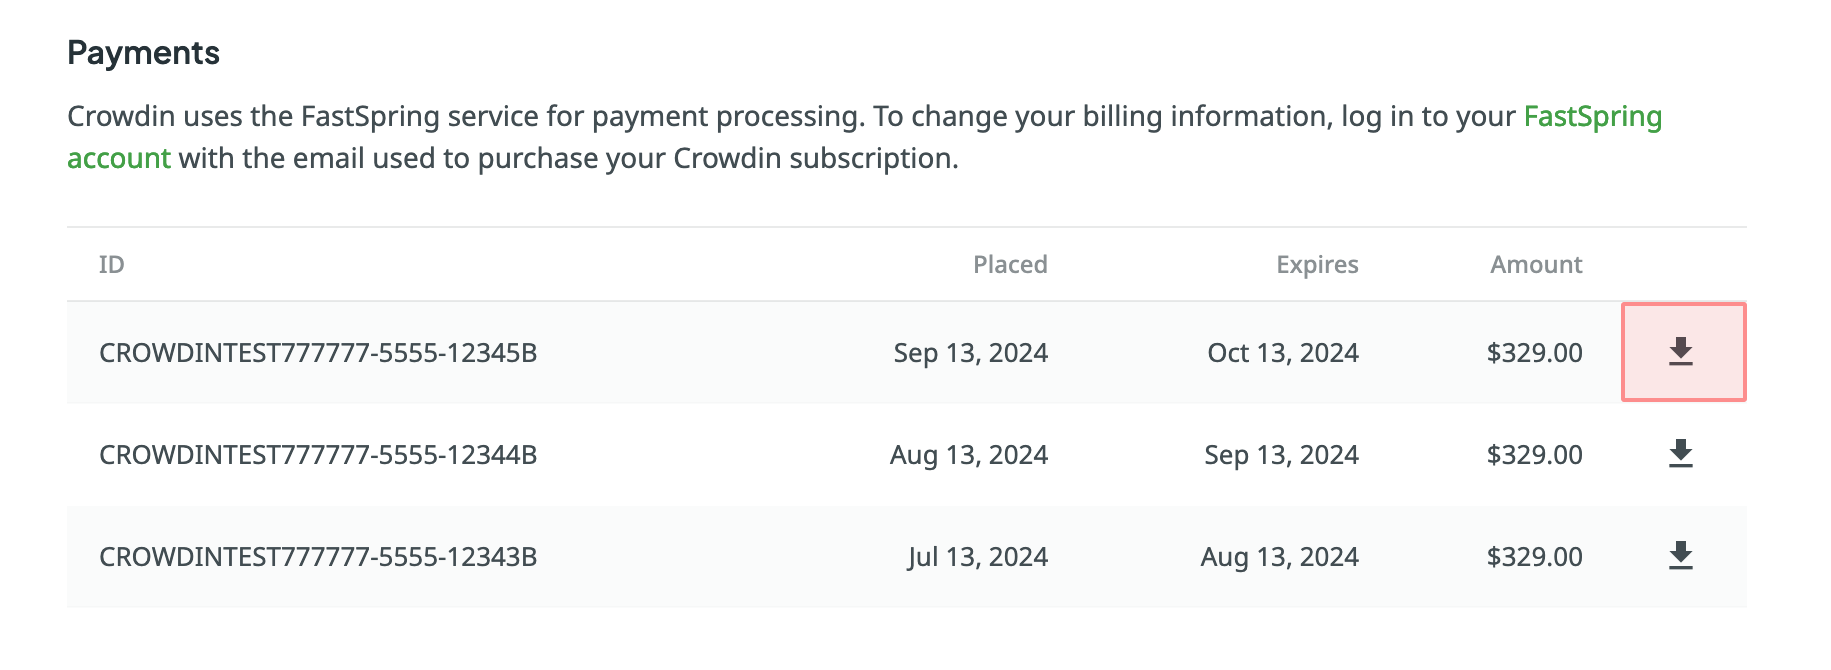 Payments
Crowdin uses the FastSpring service for payment processing. To change your billing information, log in to your FastSpring
account with the email used to purchase your Crowdin subscription.
ID Placed Expires Amount
CROWDINTEST777777-5555-12345B Sep 13, 2024 Oct 13, 2024 $329.00
CROWDINTEST777777-5555-12344B Aug 13, 2024 Sep 13, 2024 $329.00
CROWDINTEST777777-5555-12343B Jul 13, 2024 Aug 13, 2024 $329.00